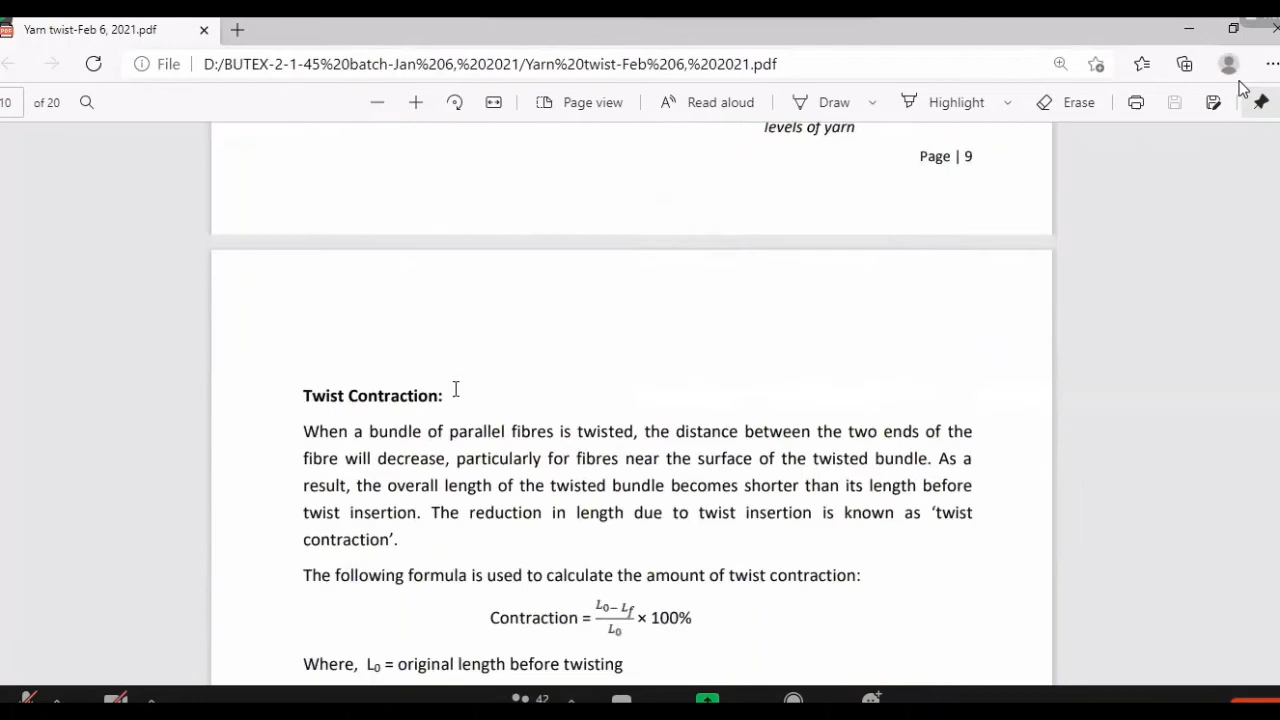 Yarn twist-Feb 6, 2021.pdf
File D:/BUTEX-2-1-45%20batch-Jan%206,%202021/Yarn%20twist-Feb%206,%202021.pdf
10 of 20 Page view Read aloud Draw Highlight Erase
levels of yarn
Page | 9
Twist Contraction:
When a bundle of parallel fibres is twisted, the distance between the two ends of the
fibre will decrease, particularly for fibres near the surface of the twisted bundle. As a
result, the overall length of the twisted bundle becomes shorter than its length before
twist insertion. The reduction in length due to twist insertion is known as ‘twist
contraction’.
The following formula is used to calculate the amount of twist contraction:
Contraction = (L₀ – L_f) / L₀ × 100%
Where, L₀ = original length before twisting
42